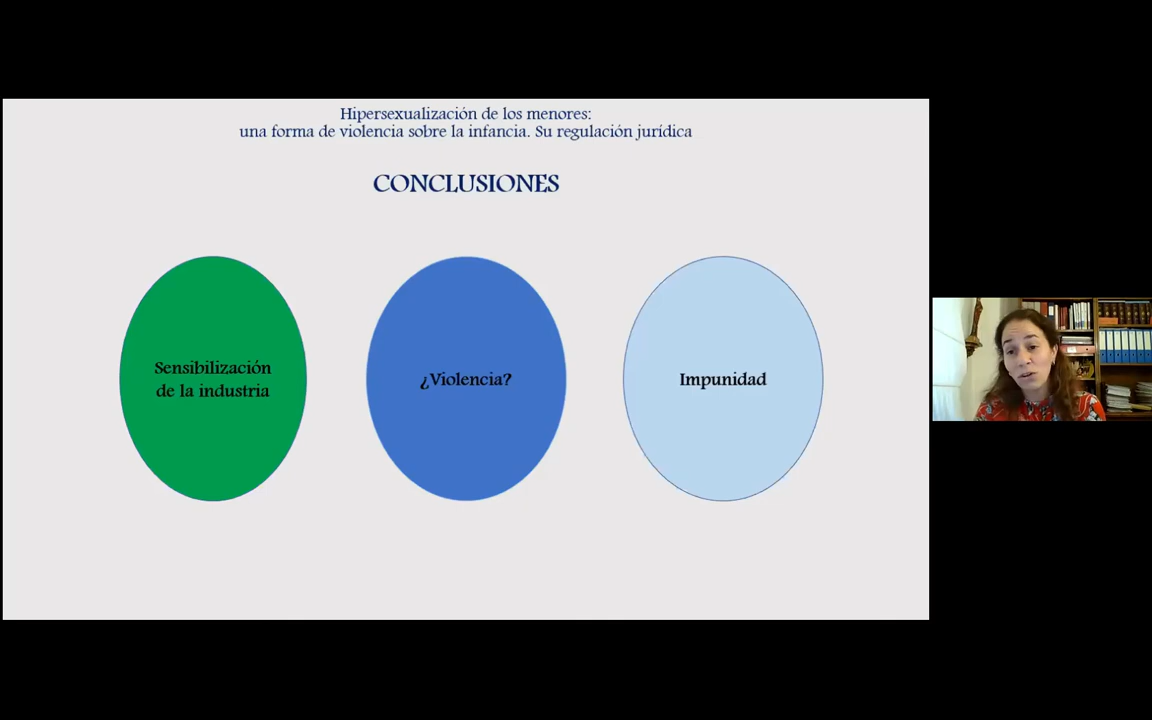 Hipersexualización de los menores:
una forma de violencia sobre la infancia. Su regulación jurídica
CONCLUSIONES
Sensibilización
de la industria
¿Violencia?
Impunidad